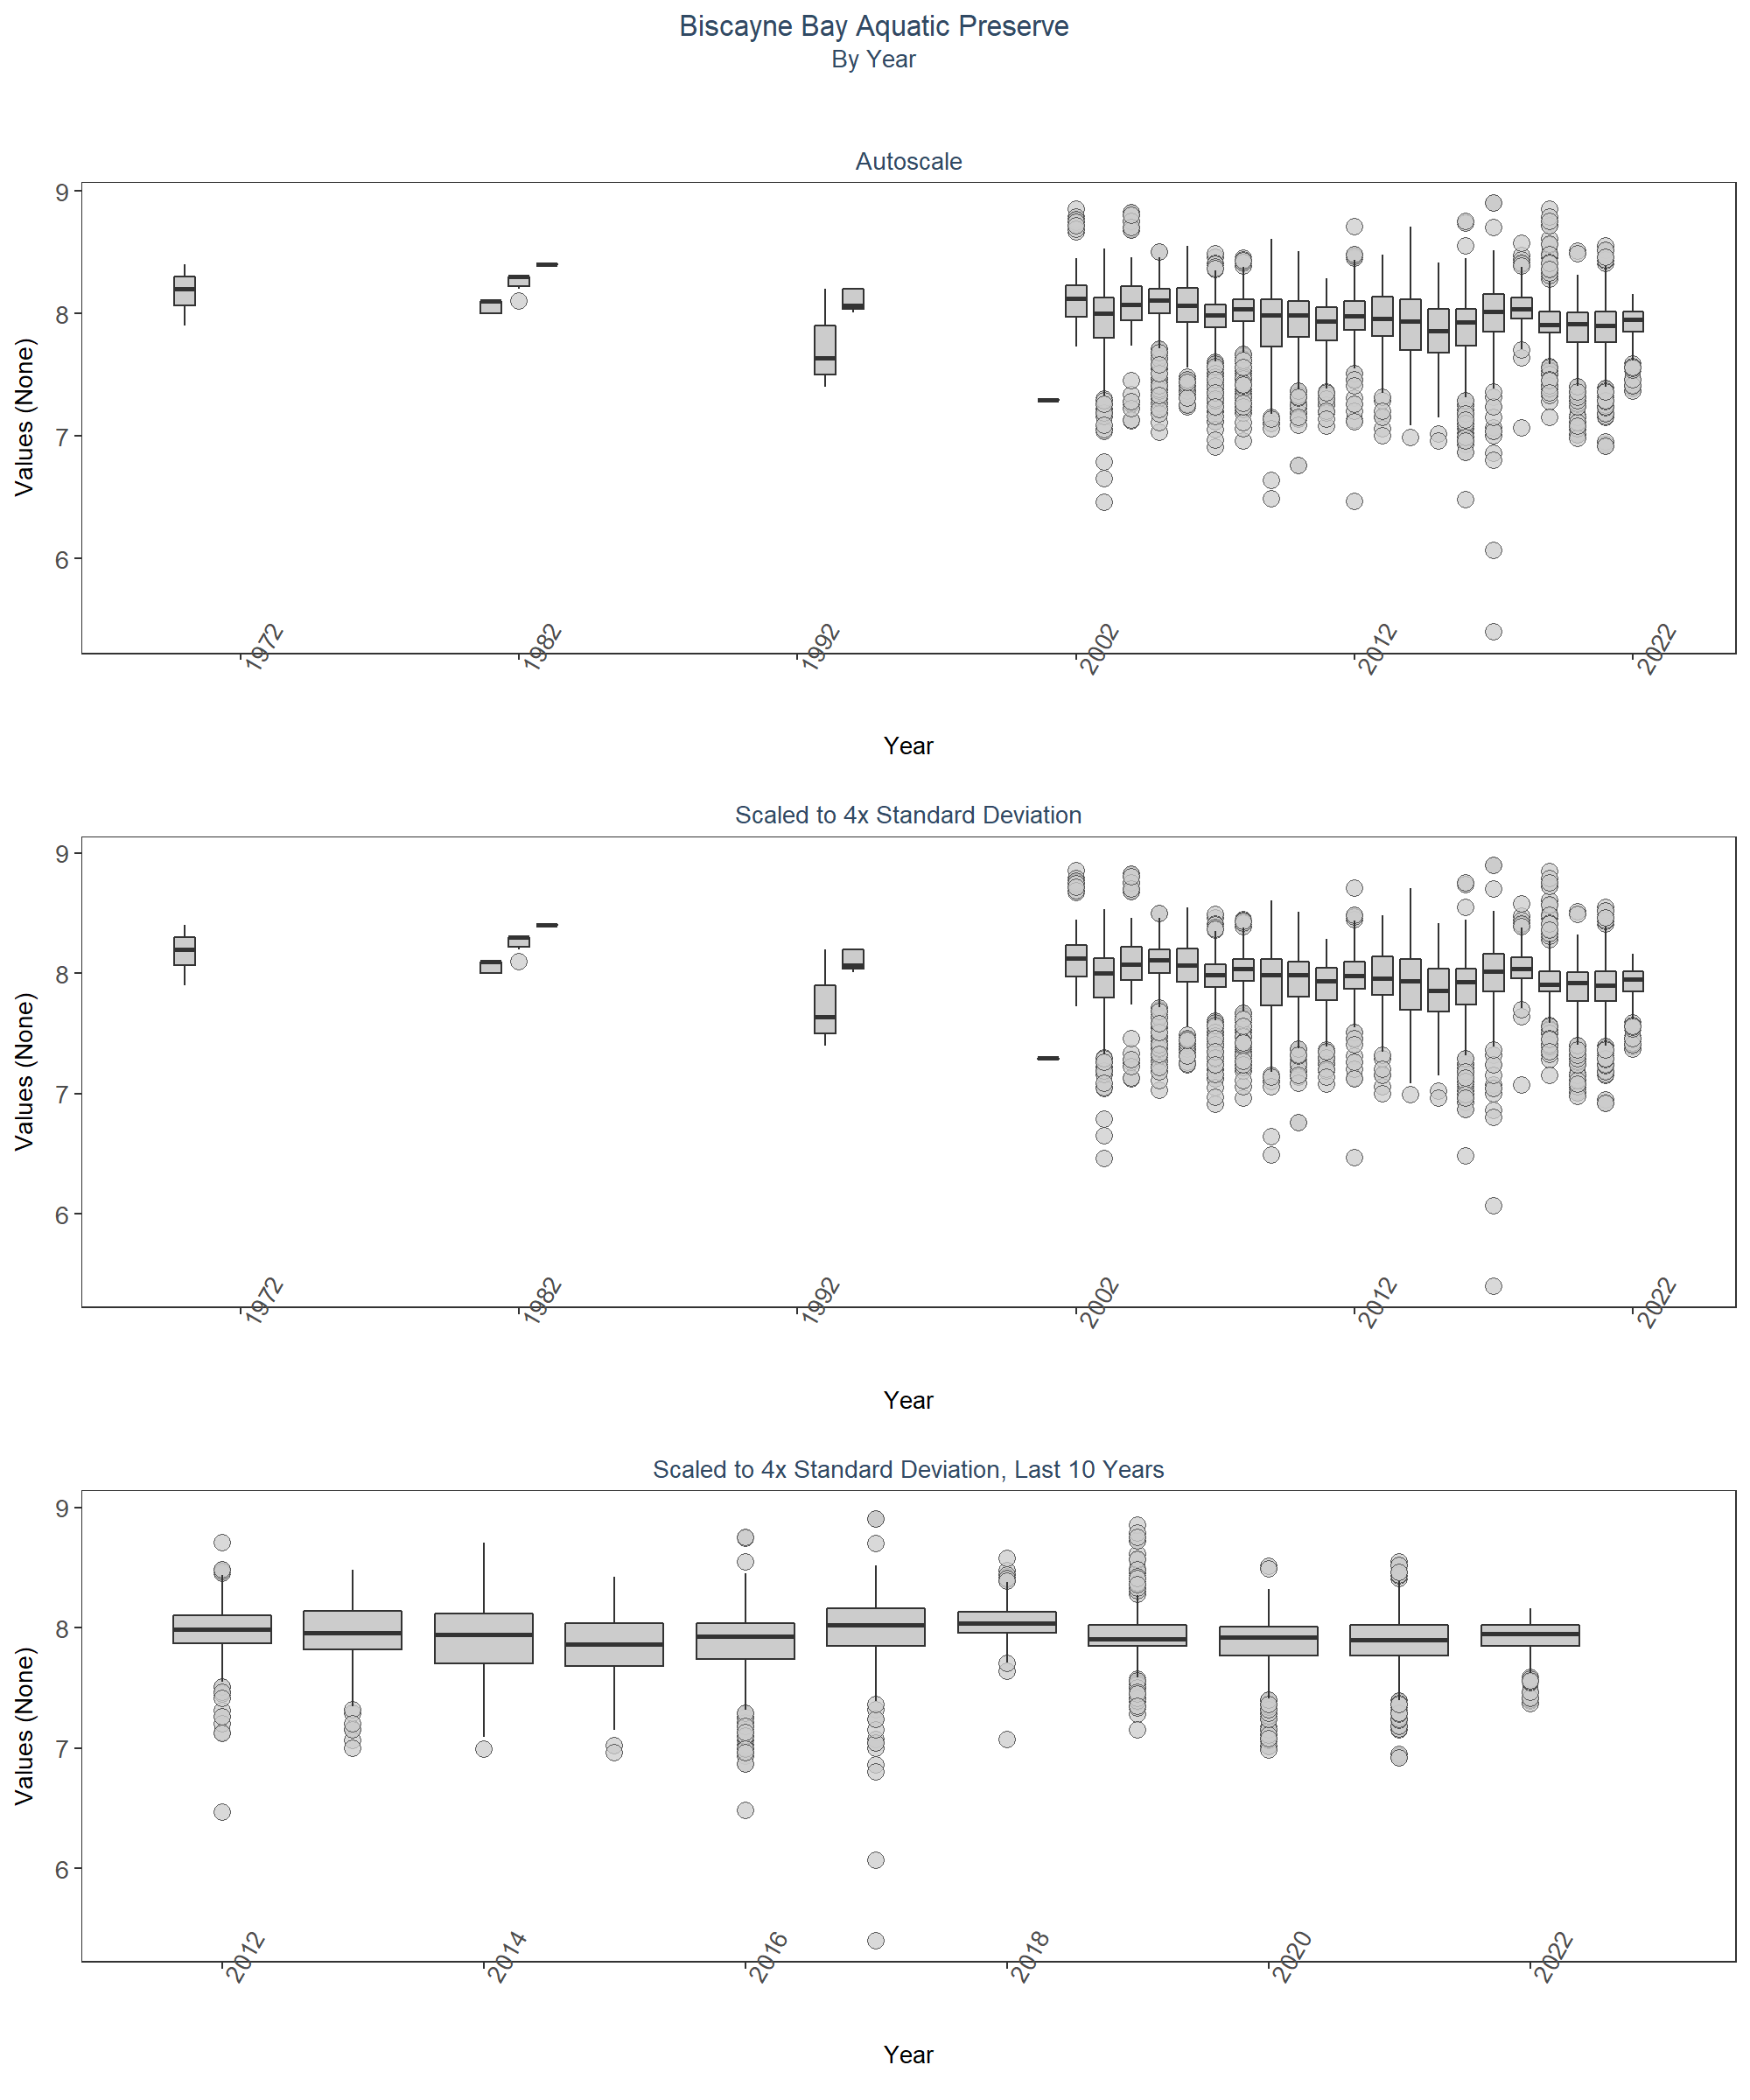 Biscayne Bay Aquatic Preserve
By Year
Autoscale
Values (None)
9
8
7
6
1972
1982
1992
2002
2012
2022
Year
Scaled to 4x Standard Deviation
Values (None)
9
8
7
6
1972
1982
1992
2002
2012
2022
Year
Scaled to 4x Standard Deviation, Last 10 Years
Values (None)
9
8
7
6
2012
2014
2016
2018
2020
2022
Year